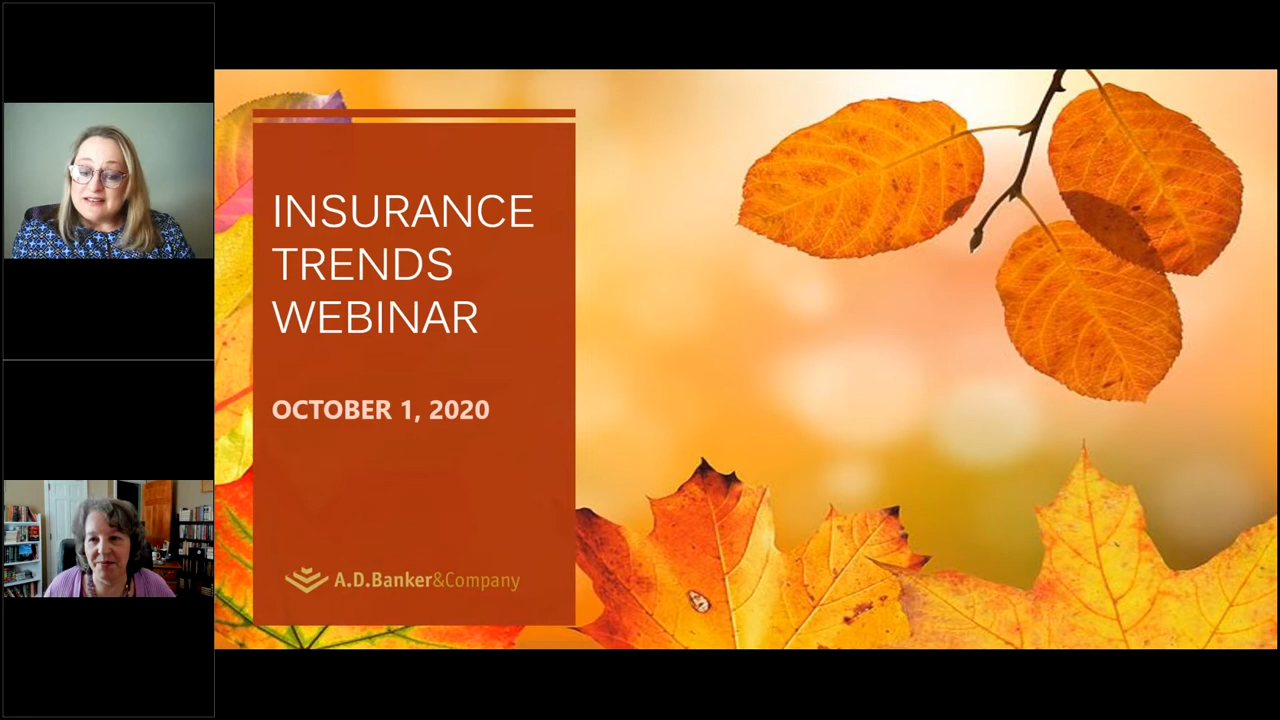 INSURANCE
TRENDS
WEBINAR
OCTOBER 1, 2020
A.D.Banker&Company